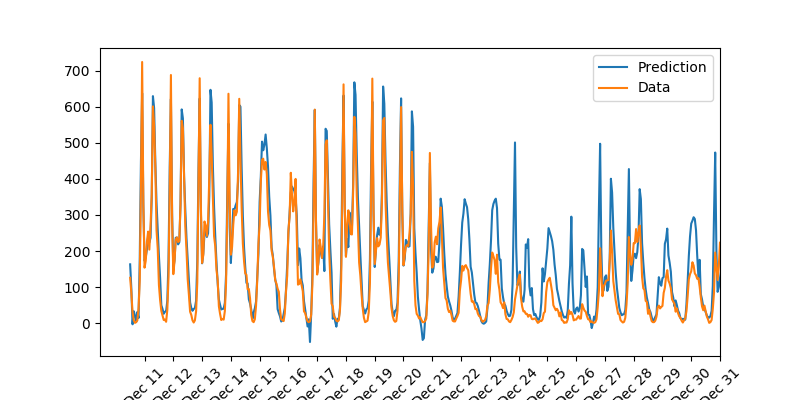 Prediction
Data
700
600
500
400
300
200
100
0
Dec 11
Dec 12
Dec 13
Dec 14
Dec 15
Dec 16
Dec 17
Dec 18
Dec 19
Dec 20
Dec 21
Dec 22
Dec 23
Dec 24
Dec 25
Dec 26
Dec 27
Dec 28
Dec 29
Dec 30
Dec 31